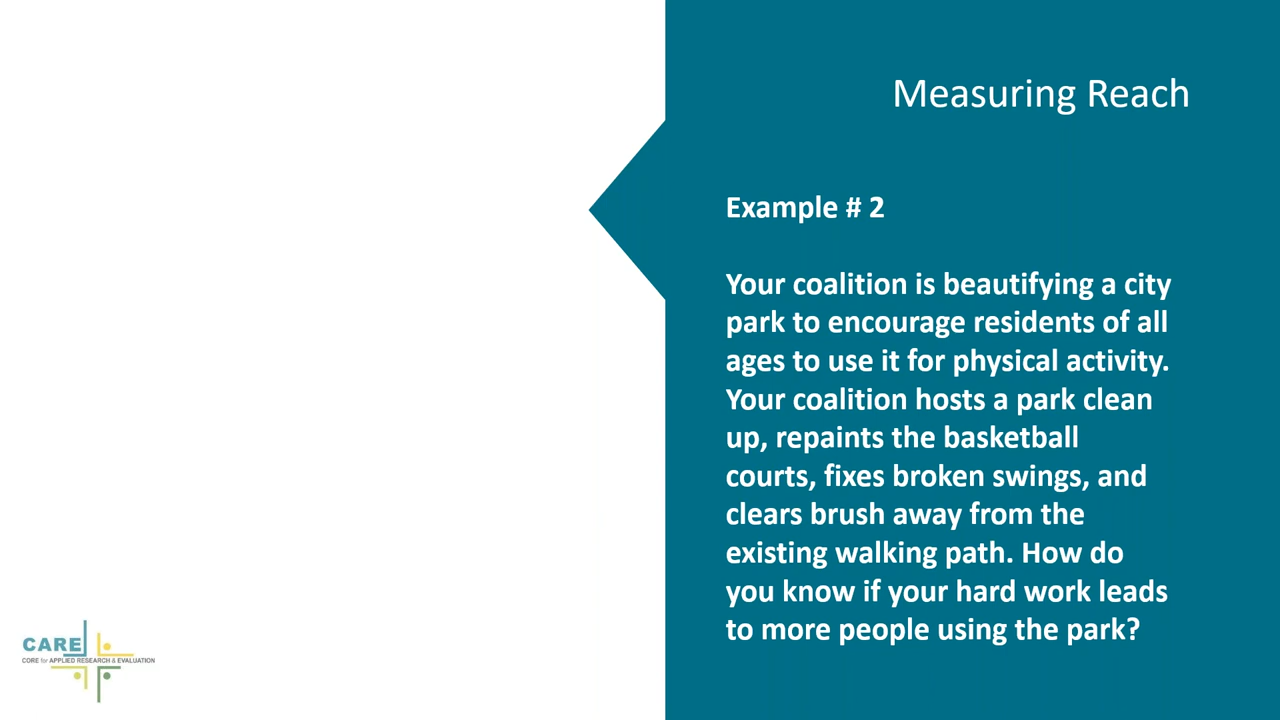 Measuring Reach
Example # 2
Your coalition is beautifying a city
park to encourage residents of all
ages to use it for physical activity.
Your coalition hosts a park clean
up, repaints the basketball
courts, fixes broken swings, and
clears brush away from the
existing walking path. How do
you know if your hard work leads
to more people using the park?
CARE
CORE for APPLIED RESEARCH & EVALUATION